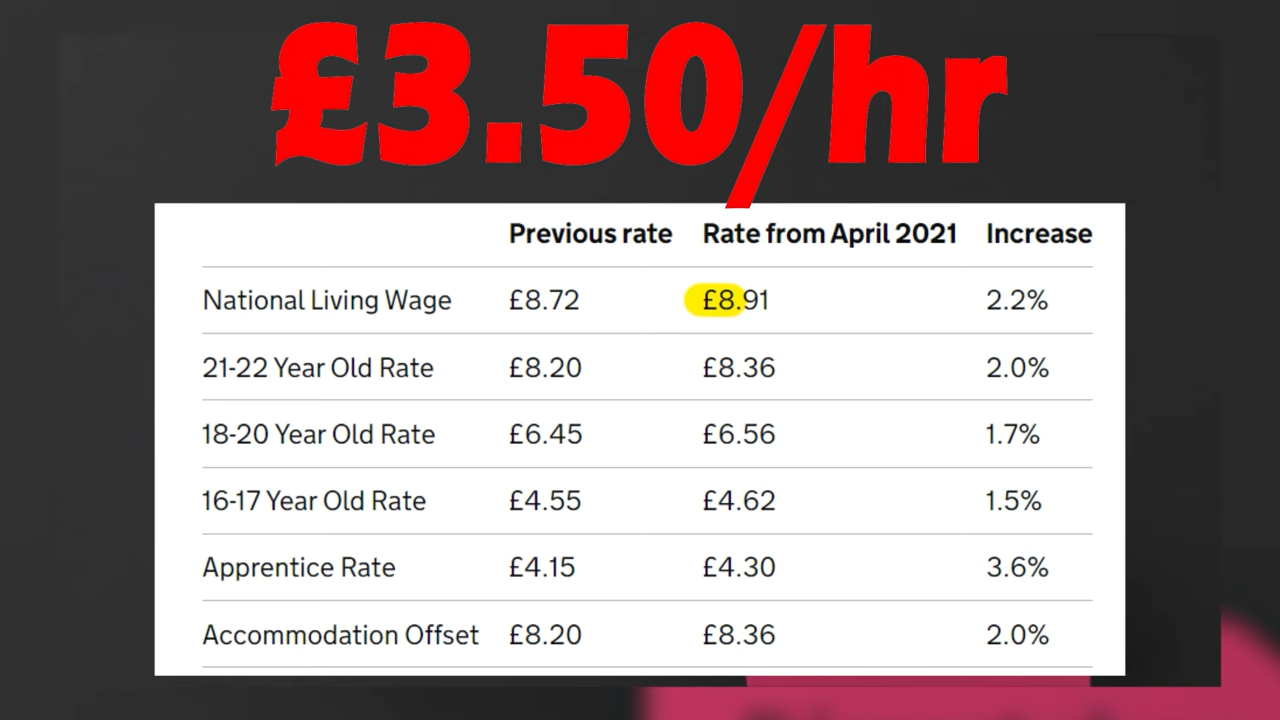 £3.50/hr
Previous rate Rate from April 2021 Increase
National Living Wage £8.72 £8.91 2.2%
21-22 Year Old Rate £8.20 £8.36 2.0%
18-20 Year Old Rate £6.45 £6.56 1.7%
16-17 Year Old Rate £4.55 £4.62 1.5%
Apprentice Rate £4.15 £4.30 3.6%
Accommodation Offset £8.20 £8.36 2.0%